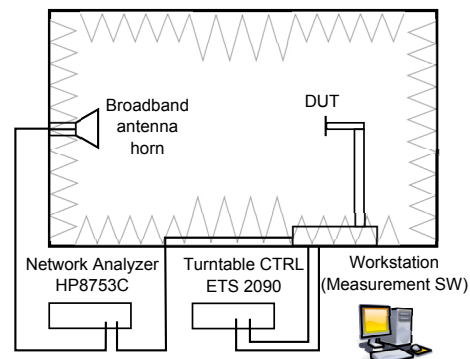 Broadband
antenna
horn
DUT
Network Analyzer
HP8753C
Turntable CTRL
ETS 2090
Workstation
(Measurement SW)